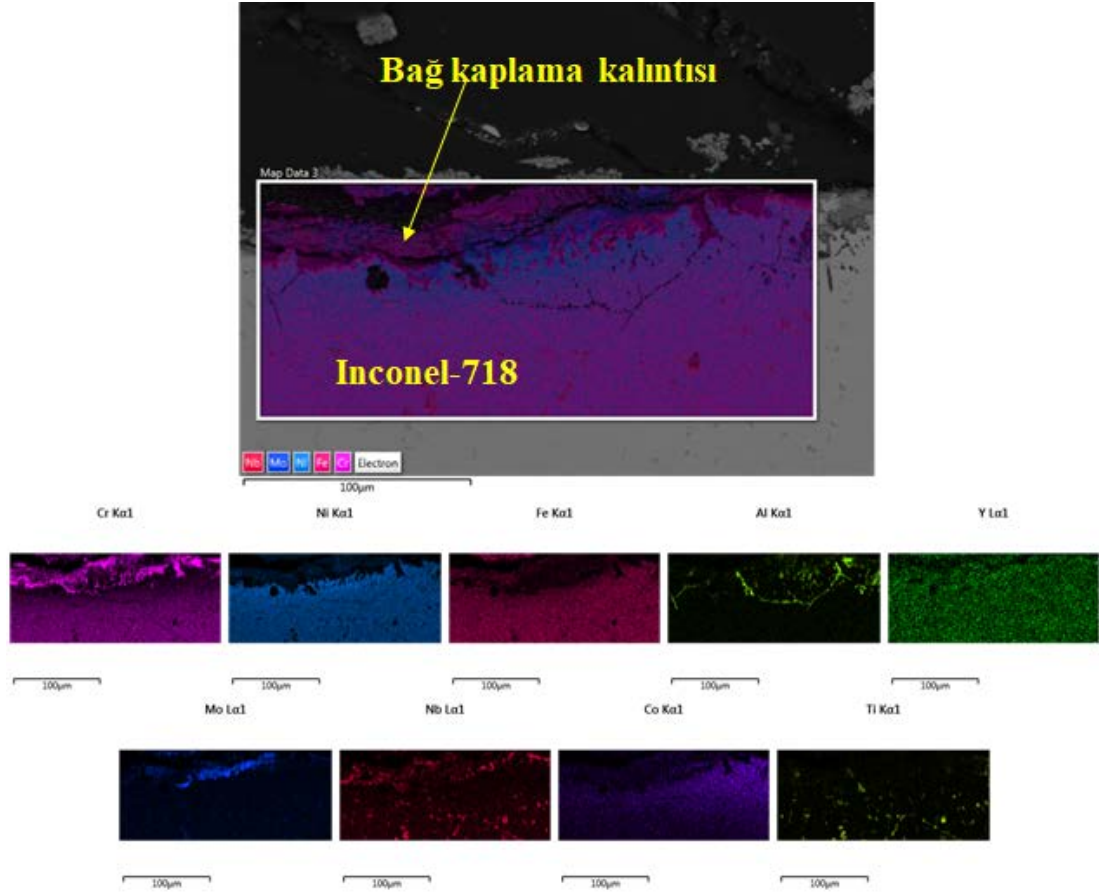 Bağ kaplama kalıntısı
Map Data 3
Inconel-718
Nb Mo Ni Fe Cr Electron
100µm
Cr Kα1 Ni Kα1 Fe Kα1 Al Kα1 Y Lα1
100µm 100µm 100µm 100µm 100µm
Mo Lα1 Nb Lα1 Co Kα1 Ti Kα1
100µm 100µm 100µm 100µm